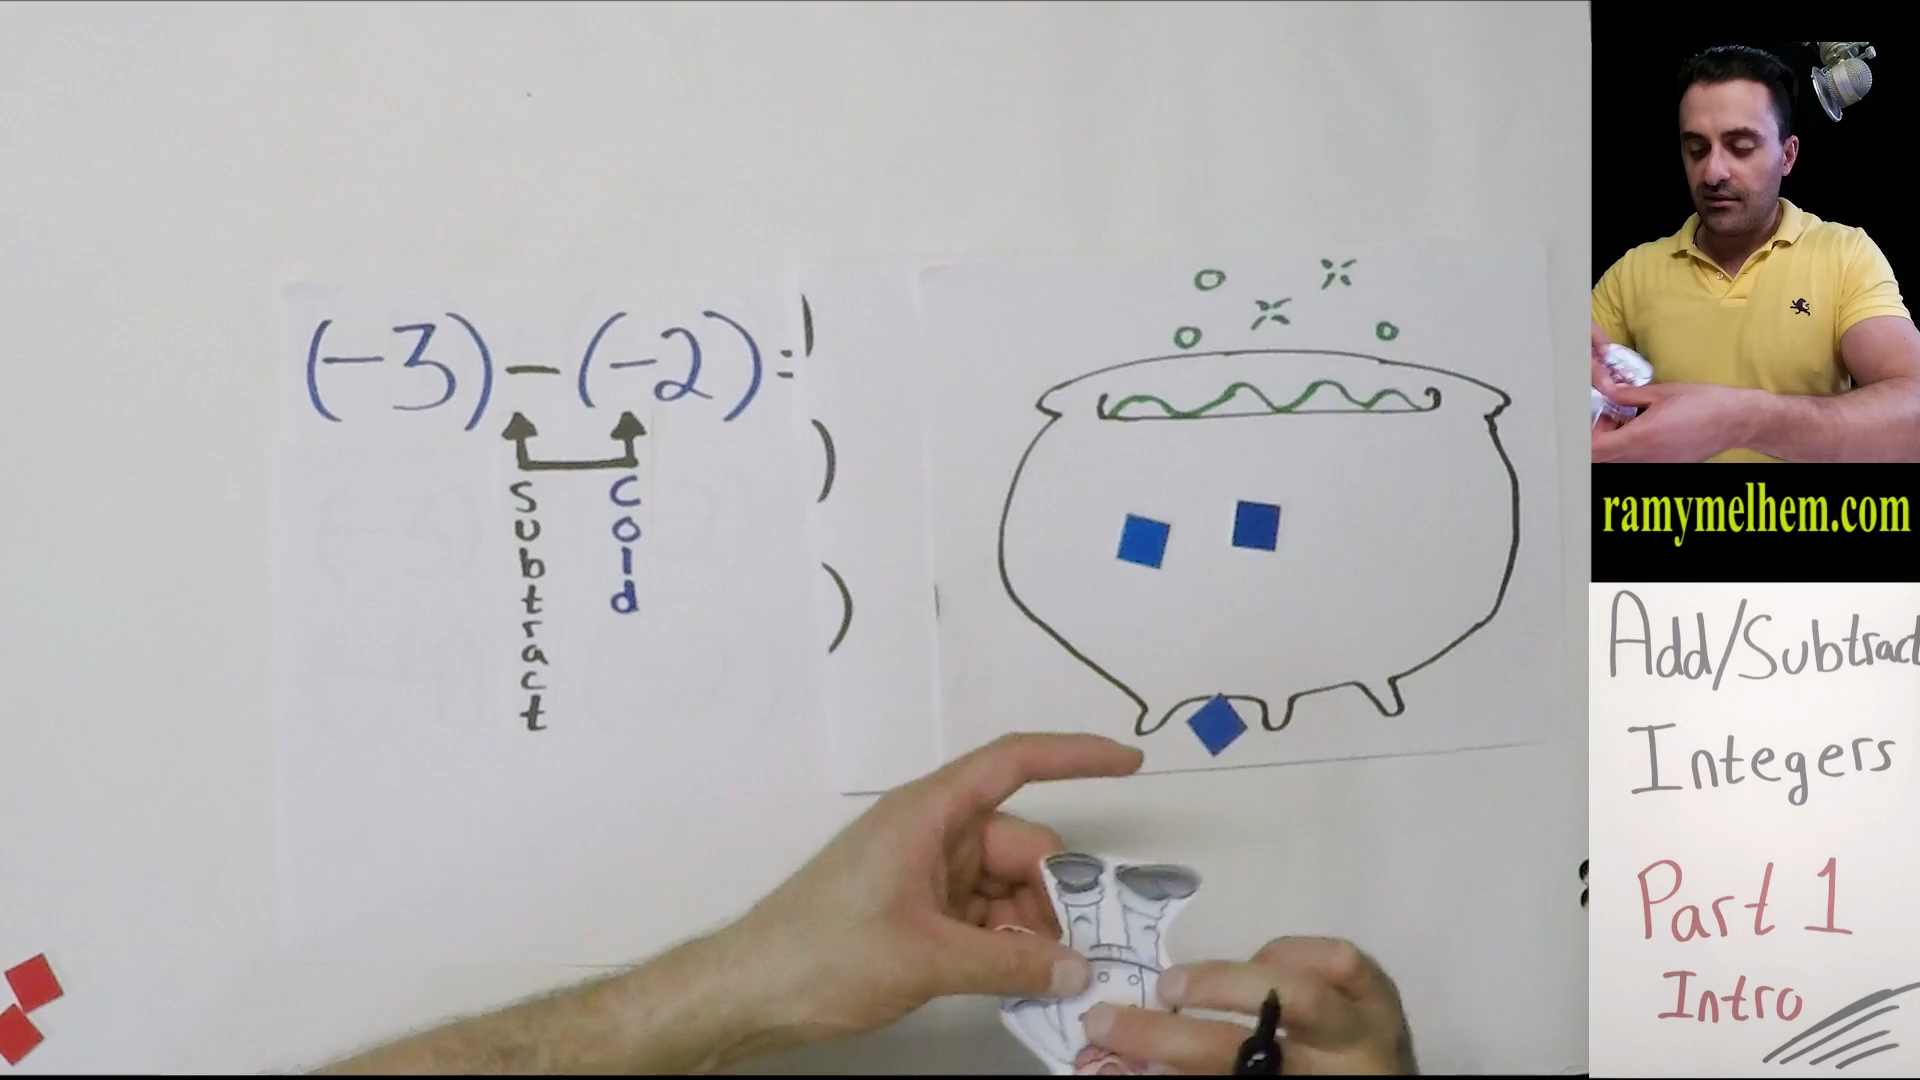 (-3)-(-2)=
Subtract
Cold
ramymelhem.com
Add/Subtract
Integers
Part 1
Intro